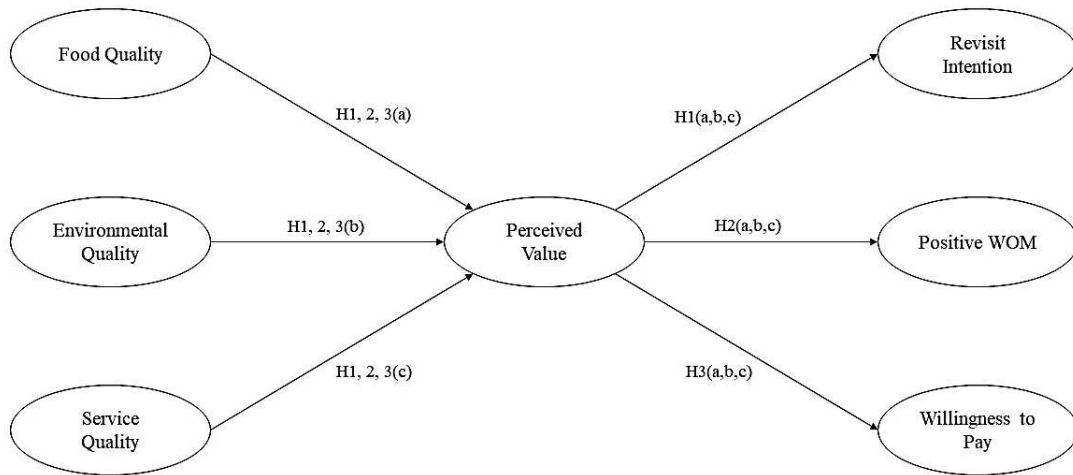 Food Quality
Revisit
Intention
H1, 2, 3(a)
H1(a,b,c)
Environmental
Quality
H1, 2, 3(b)
Perceived
Value
H2(a,b,c)
Positive WOM
H1, 2, 3(c)
H3(a,b,c)
Service
Quality
Willingness to
Pay